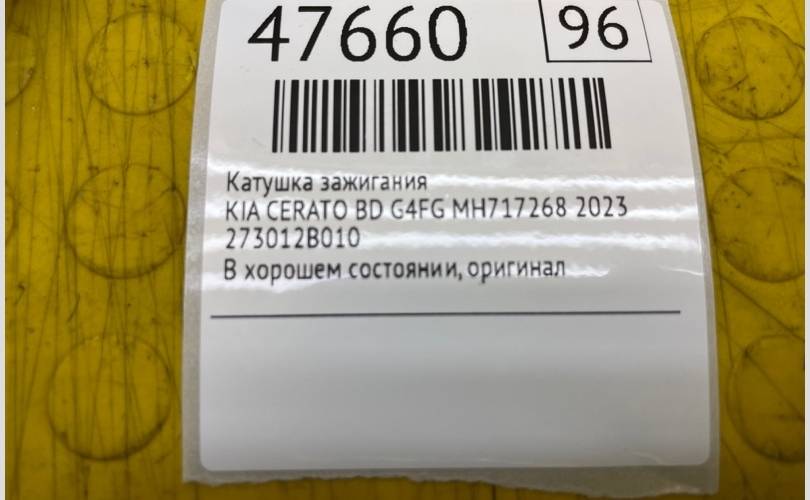 47660
96
Катушка зажигания
KIA CERATO BD G4FG MH717268 2023
273012B010
В хорошем состоянии, оригинал